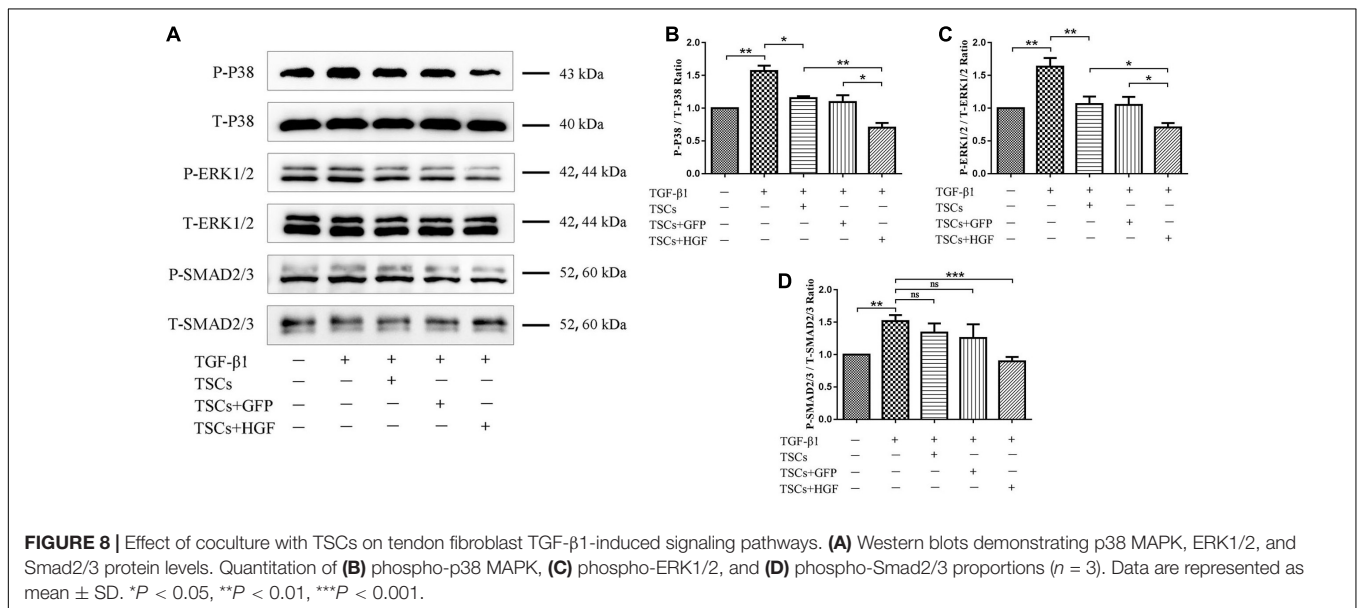 A
P-P38
43 kDa
T-P38
40 kDa
P-ERK1/2
42, 44 kDa
T-ERK1/2
42, 44 kDa
P-SMAD2/3
52, 60 kDa
T-SMAD2/3
52, 60 kDa
TGF-β1 − + + + +
TSCs − − + − −
TSCs+GFP − − − + −
TSCs+HGF − − − − +
B
P-P38 / T-P38 Ratio
2.0
1.5
1.0
0.5
0.0
** * ** *
TGF-β1 − + + + +
TSCs − − + − −
TSCs+GFP − − − + −
TSCs+HGF − − − − +
C
P-ERK1/2 / T-ERK1/2 Ratio
2.0
1.5
1.0
0.5
0.0
** ** * *
TGF-β1 − + + + +
TSCs − − + − −
TSCs+GFP − − − + −
TSCs+HGF − − − − +
D
P-SMAD2/3 / T-SMAD2/3 Ratio
2.0
1.5
1.0
0.5
0.0
***
ns
ns
**
TGF-β1 − + + + +
TSCs − − + − −
TSCs+GFP − − − + −
TSCs+HGF − − − − +
FIGURE 8 | Effect of coculture with TSCs on tendon fibroblast TGF-β1-induced signaling pathways. (A) Western blots demonstrating p38 MAPK, ERK1/2, and
Smad2/3 protein levels. Quantitation of (B) phospho-p38 MAPK, (C) phospho-ERK1/2, and (D) phospho-Smad2/3 proportions (n = 3). Data are represented as
mean ± SD. *P < 0.05, **P < 0.01, ***P < 0.001.